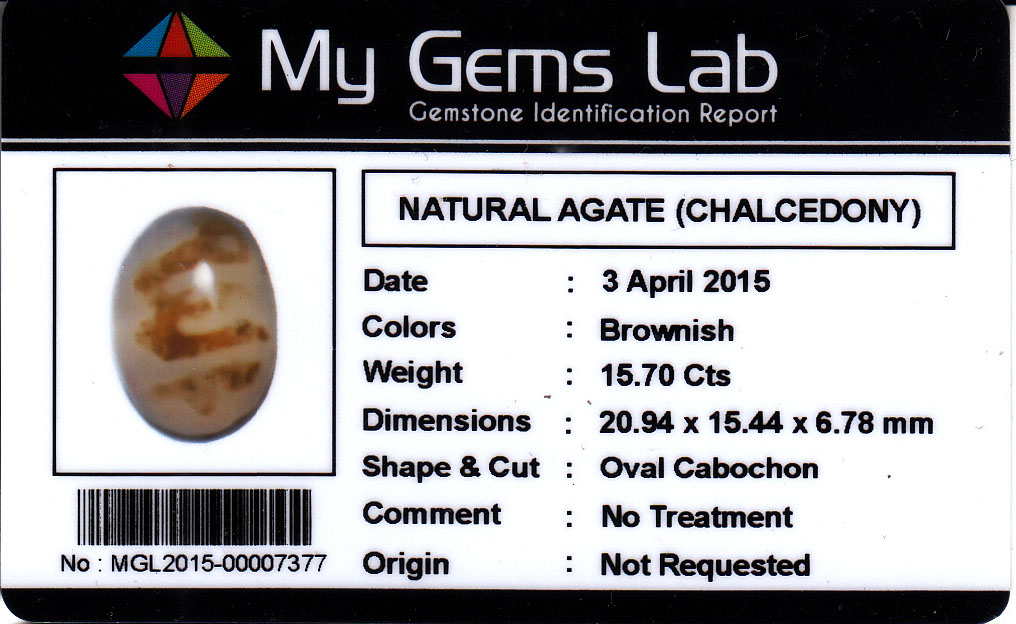 My Gems Lab
Gemstone Identification Report
NATURAL AGATE (CHALCEDONY)
Date : 3 April 2015
Colors : Brownish
Weight : 15.70 Cts
Dimensions : 20.94 x 15.44 x 6.78 mm
Shape & Cut : Oval Cabochon
Comment : No Treatment
Origin : Not Requested
No : MGL2015-00007377